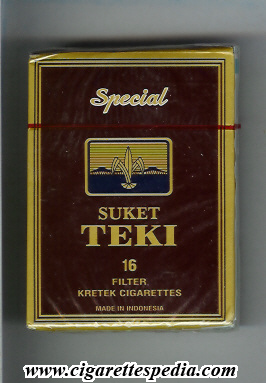 Special
SUKET
TEKI
16
FILTER
KRETEK CIGARETTES
MADE IN INDONESIA
www.cigarettespedia.com